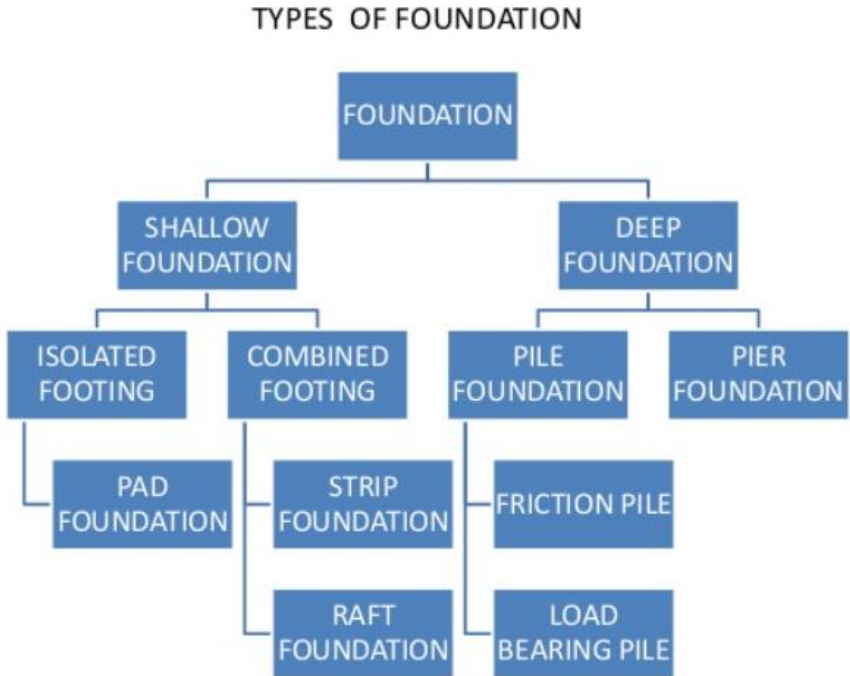 TYPES OF FOUNDATION
FOUNDATION
SHALLOW
FOUNDATION
DEEP
FOUNDATION
ISOLATED
FOOTING
COMBINED
FOOTING
PILE
FOUNDATION
PIER
FOUNDATION
PAD
FOUNDATION
STRIP
FOUNDATION
FRICTION PILE
RAFT
FOUNDATION
LOAD
BEARING PILE